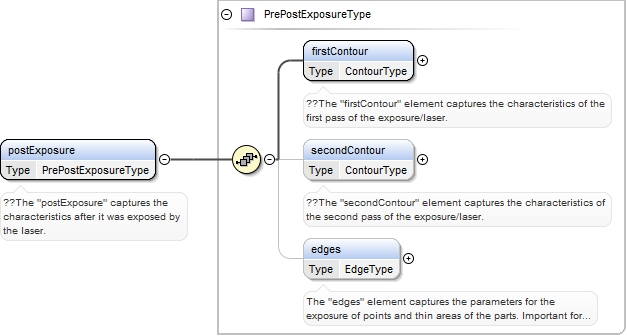 PrePostExposureType
firstContour
Type ContourType
??The "firstContour" element captures the characteristics of the
first pass of the exposure/laser.
postExposure
Type PrePostExposureType
??The "postExposure" captures the
characteristics after it was exposed by
the laser.
secondContour
Type ContourType
??The "secondContour" element captures the characteristics of
the second pass of the exposure/laser.
edges
Type EdgeType
The "edges" element captures the parameters for the
exposure of points and thin areas of the parts. Important for...